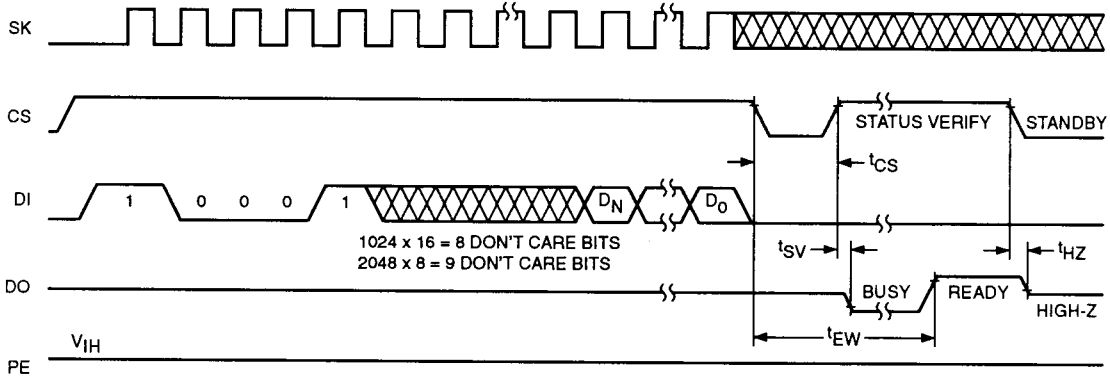 SK
CS
STATUS VERIFY
STANDBY
tCS
DI
1
0
0
0
1
DN
D0
1024 x 16 = 8 DON'T CARE BITS
2048 x 8 = 9 DON'T CARE BITS
tSV
tHZ
DO
BUSY
READY
HIGH-Z
tEW
VIH
PE